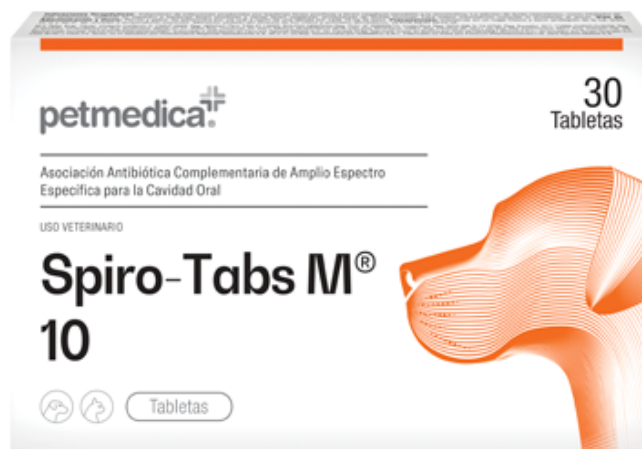 petmedica®
30
Tabletas
Asociación Antibiótica Complementaria de Amplio Espectro
Específica para la Cavidad Oral
USO VETERINARIO
Spiro-Tabs M®
10
Tabletas